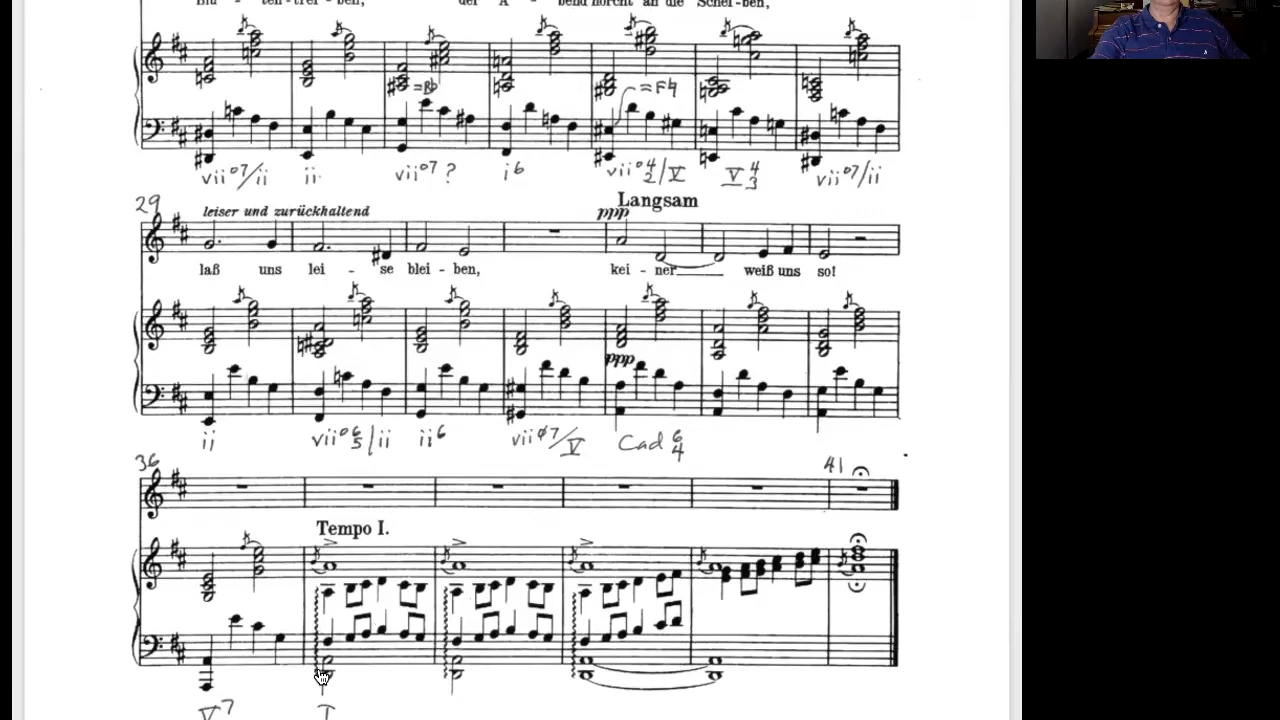 Blü - ten-trei-ben, der A - bend horcht an die Schei-ben,
=B♭ =F♮
vii°7/ii ii vii°7 ? i6 vii°4/2/V V4/3 vii°7/ii
29 leiser und zurückhaltend ppp Langsam
laß uns lei - se blei - ben, kei - ner weiß uns so!
ppp
ii vii°6/5/ii ii6 viiø7/V Cad 6/4
36 41
Tempo I.
V7 I